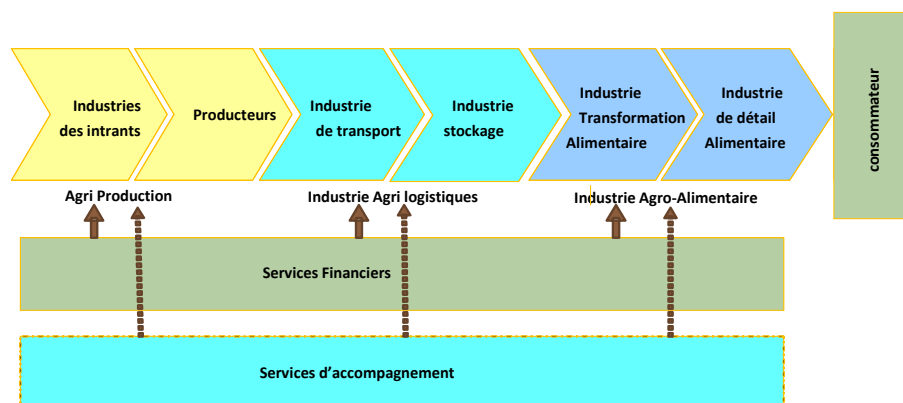 Industries
des intrants
Producteurs
Industrie
de transport
Industrie
stockage
Industrie
Transformation
Alimentaire
Industrie
de détail
Alimentaire
consommateur
Agri Production
Industrie Agri logistiques
Industrie Agro-Alimentaire
Services Financiers
Services d’accompagnement